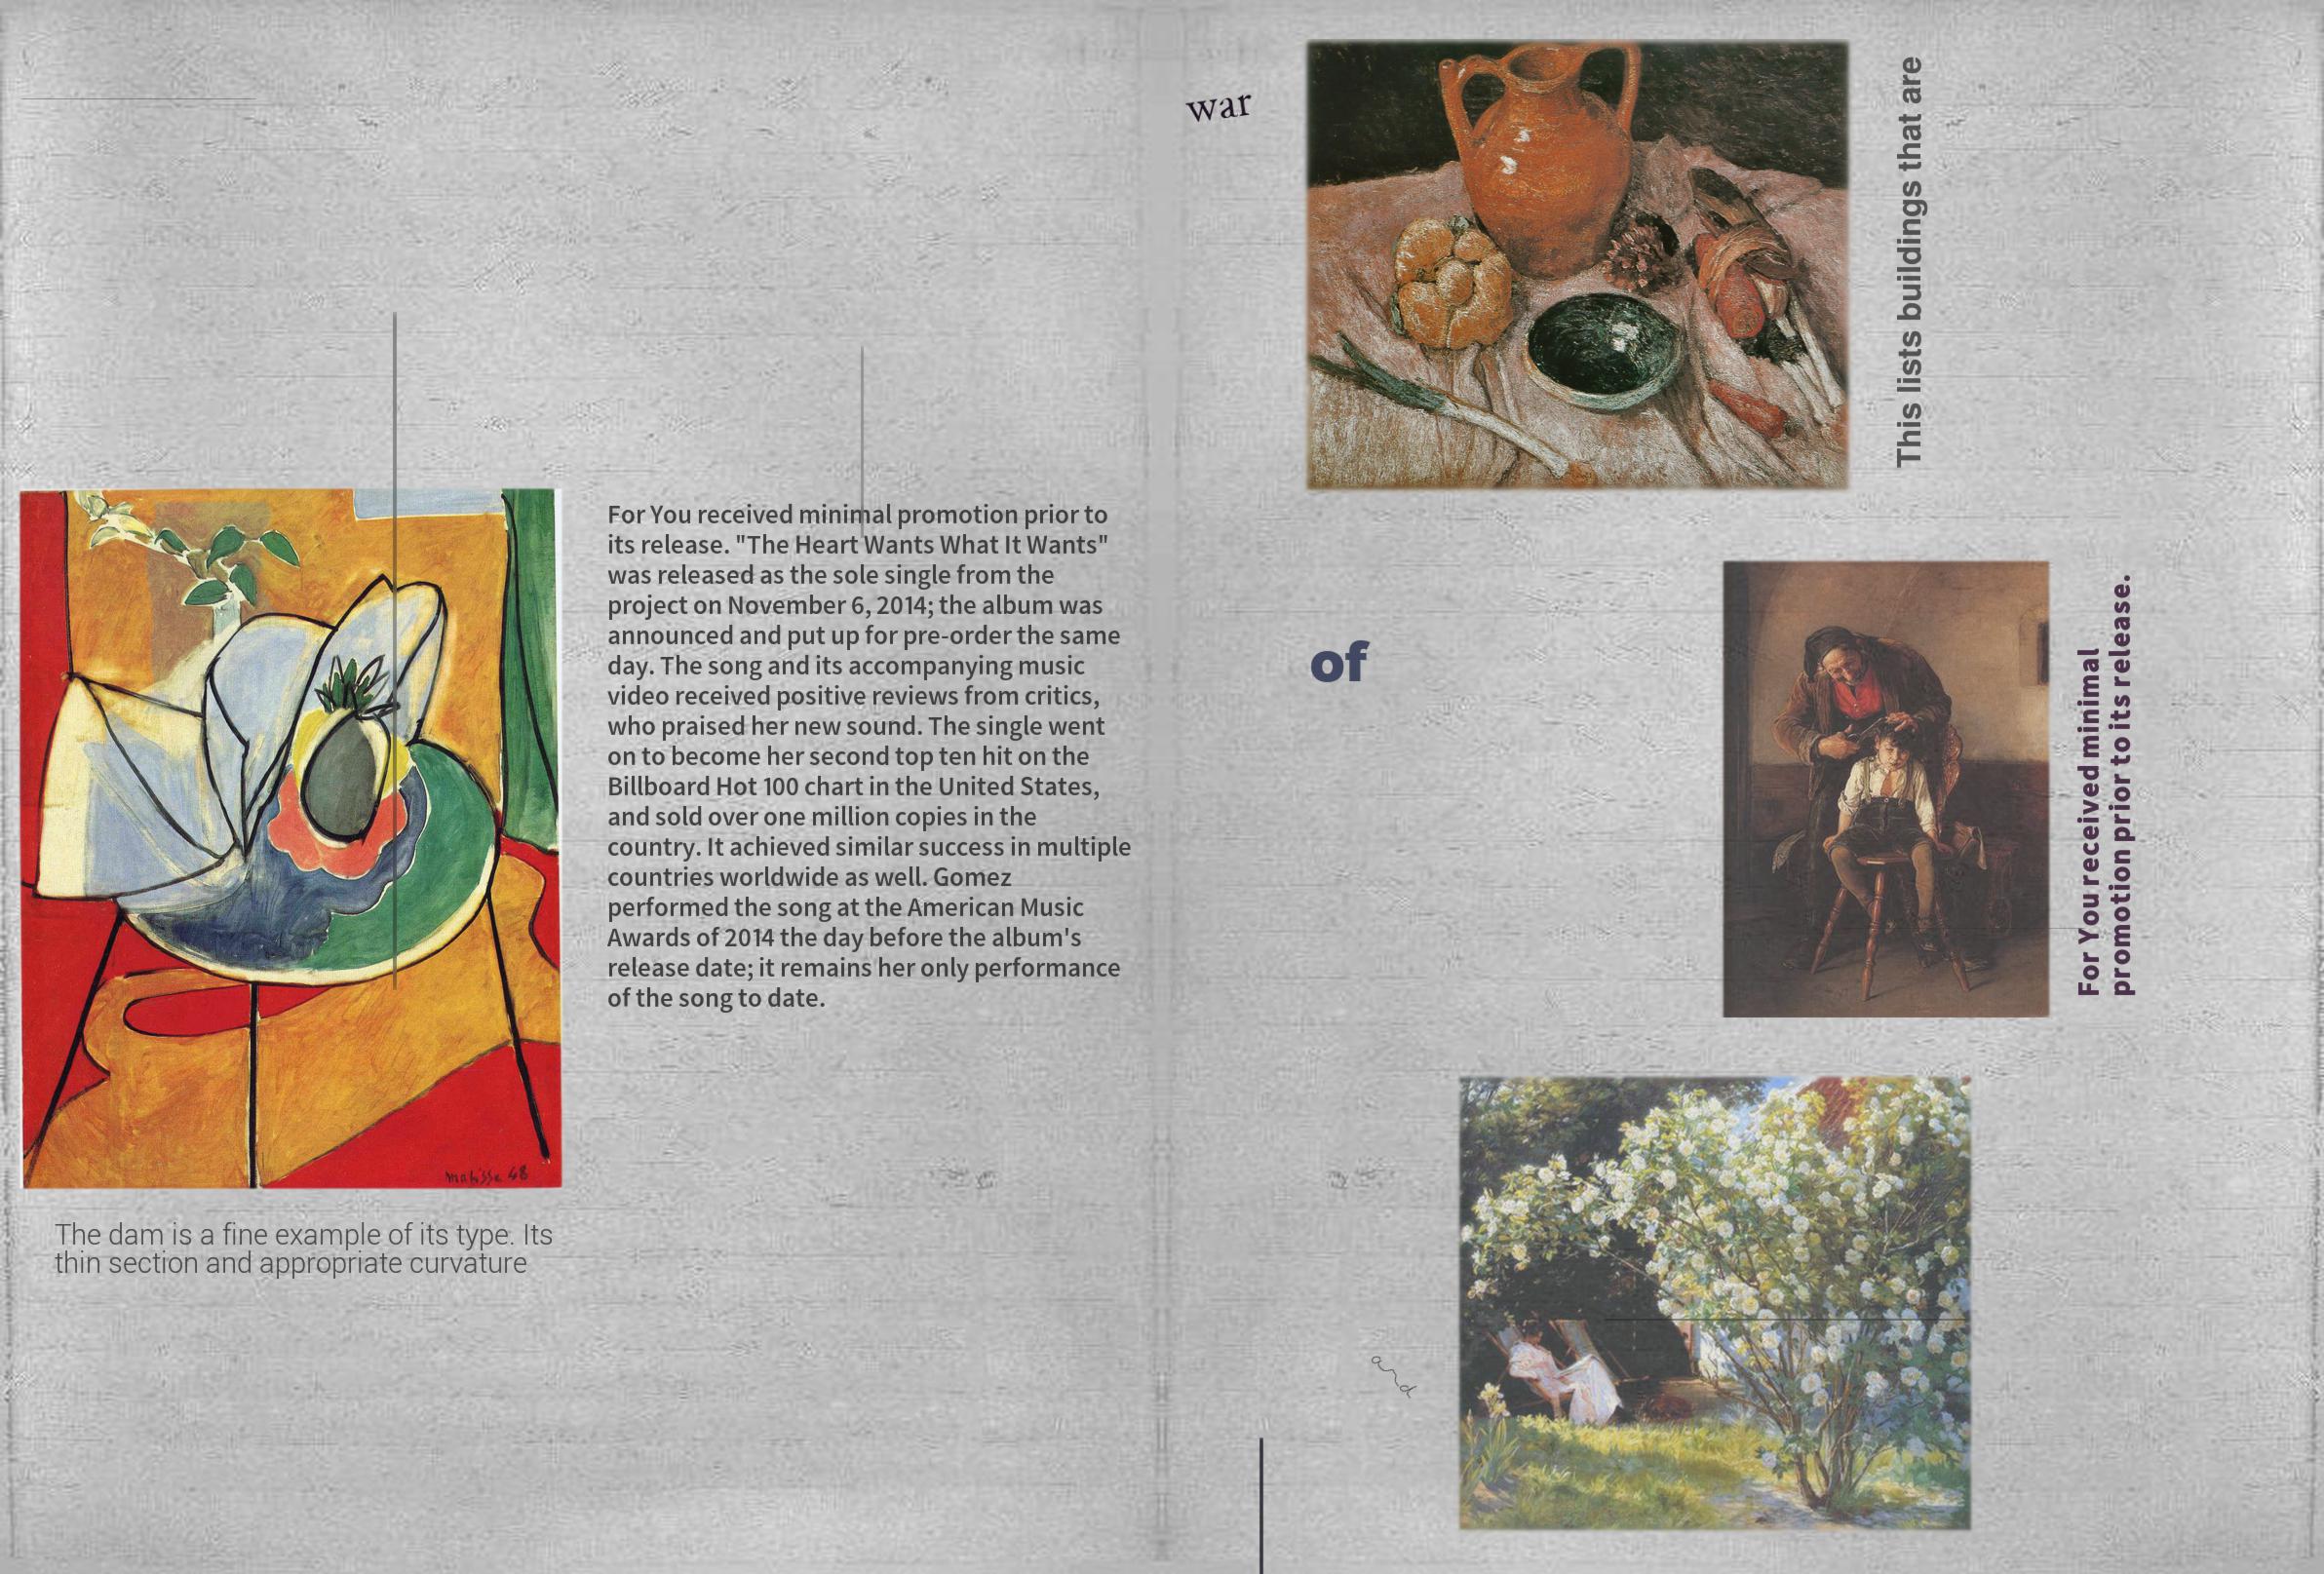 For You received minimal promotion prior to
its release. "The Heart Wants What It Wants"
was released as the sole single from the
project on November 6, 2014; the album was
announced and put up for pre-order the same
day. The song and its accompanying music
video received positive reviews from critics,
who praised her new sound. The single went
on to become her second top ten hit on the
Billboard Hot 100 chart in the United States,
and sold over one million copies in the
country. It achieved similar success in multiple
countries worldwide as well. Gomez
performed the song at the American Music
Awards of 2014 the day before the album's
release date; it remains her only performance
of the song to date.
matisse 48
The dam is a fine example of its type. Its
thin section and appropriate curvature
war
This lists buildings that are
of
For You received minimal
promotion prior to its release.
and